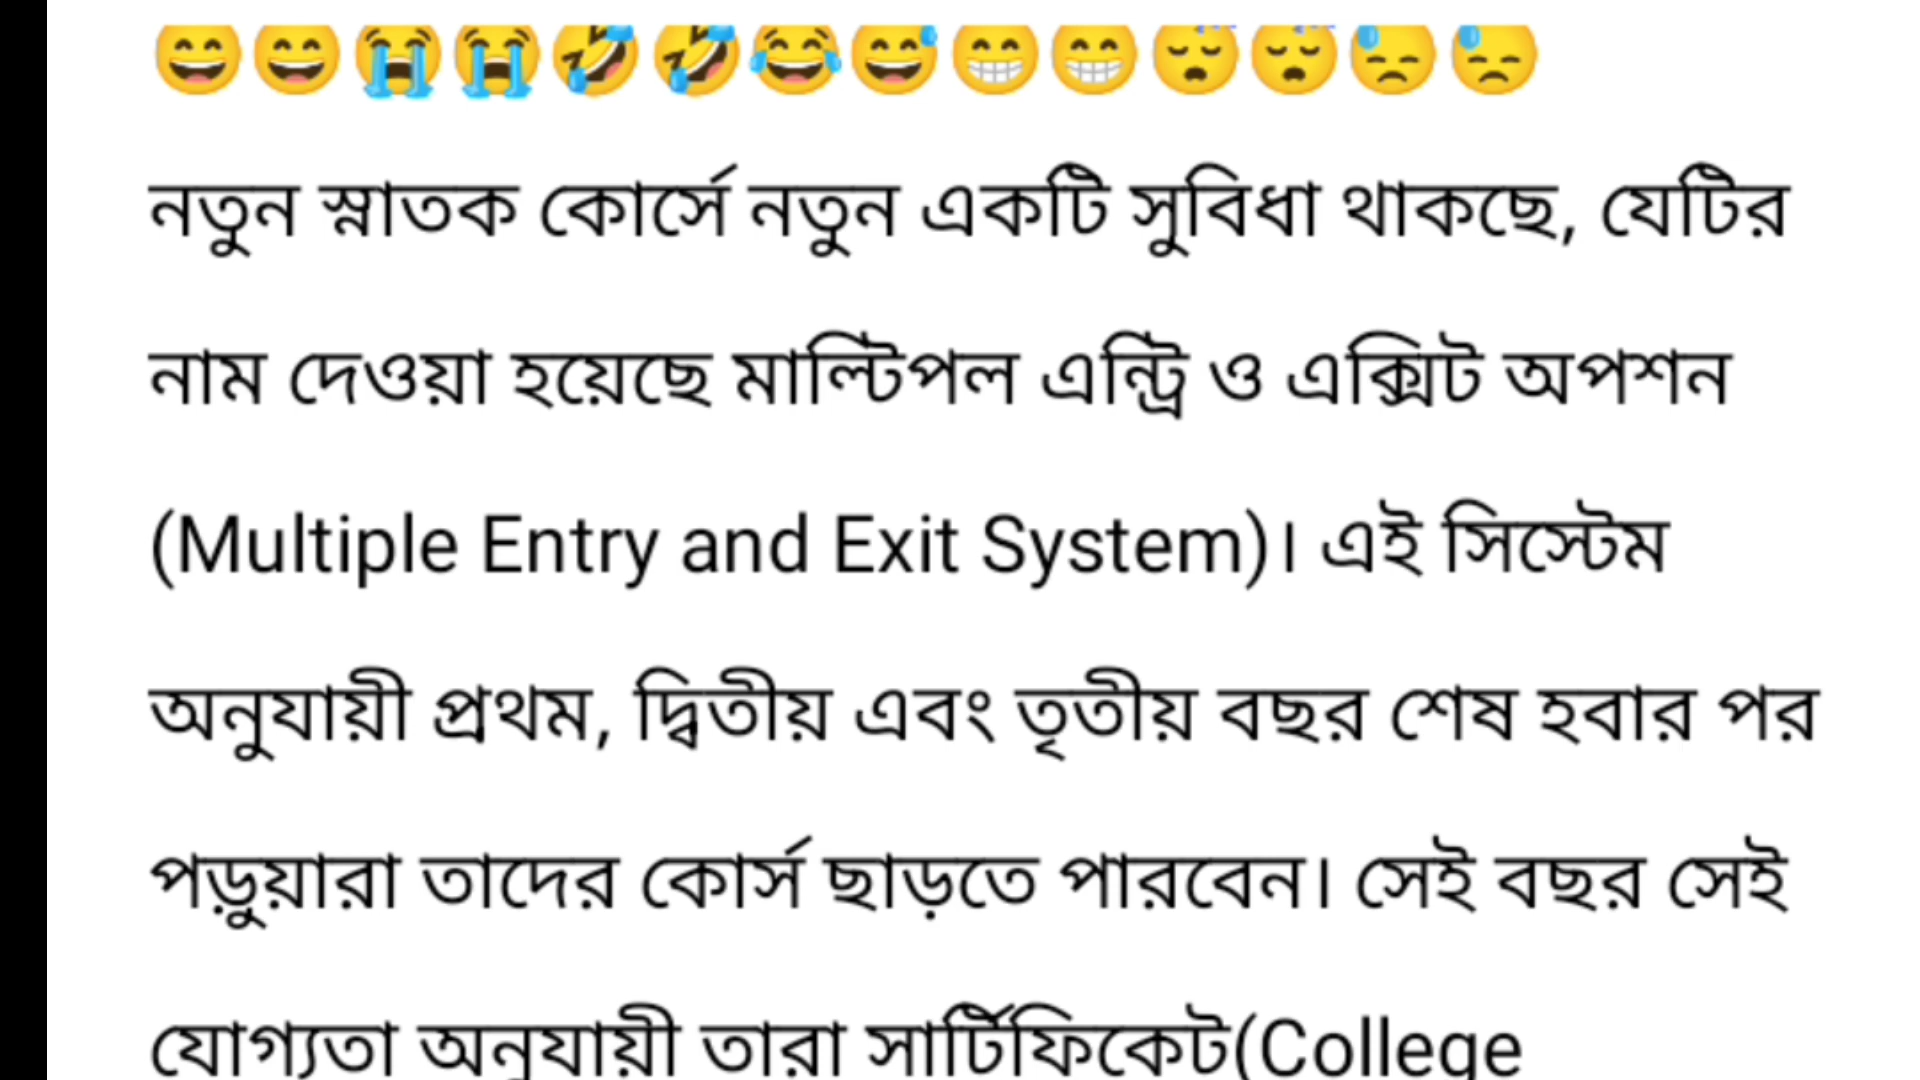 😄😄😭😭🤣🤣😂😅😁😁😴😴😓😓
নতুন স্নাতক কোর্সে নতুন একটি সুবিধা থাকছে, যেটির
নাম দেওয়া হয়েছে মাল্টিপল এন্ট্রি ও এক্সিট অপশন
(Multiple Entry and Exit System)। এই সিস্টেম
অনুযায়ী প্রথম, দ্বিতীয় এবং তৃতীয় বছর শেষ হবার পর
পড়ুয়ারা তাদের কোর্স ছাড়তে পারবেন। সেই বছর সেই
যোগ্যতা অনুযায়ী তারা সার্টিফিকেট(College